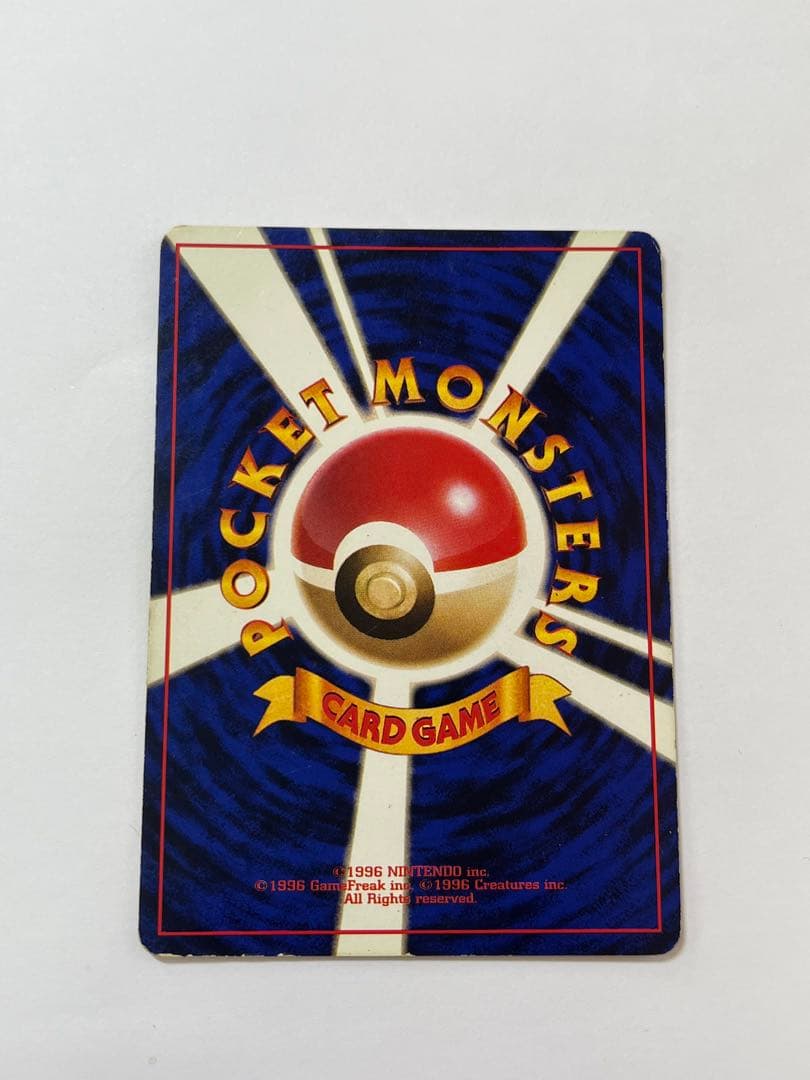 POCKET MONSTERS
CARD GAME
©1996 NINTENDO inc.
©1996 GameFreak inc. ©1996 Creatures inc.
All Rights reserved.